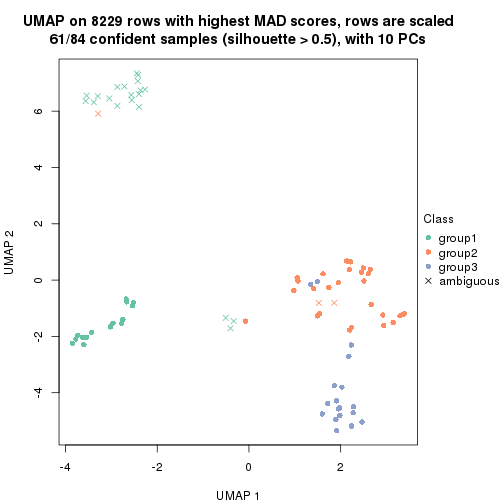 UMAP on 8229 rows with highest MAD scores, rows are scaled
61/84 confident samples (silhouette > 0.5), with 10 PCs
6
4
2
0
-2
-4
UMAP 2
-4
-2
0
2
UMAP 1
Class
group1
group2
group3
ambiguous